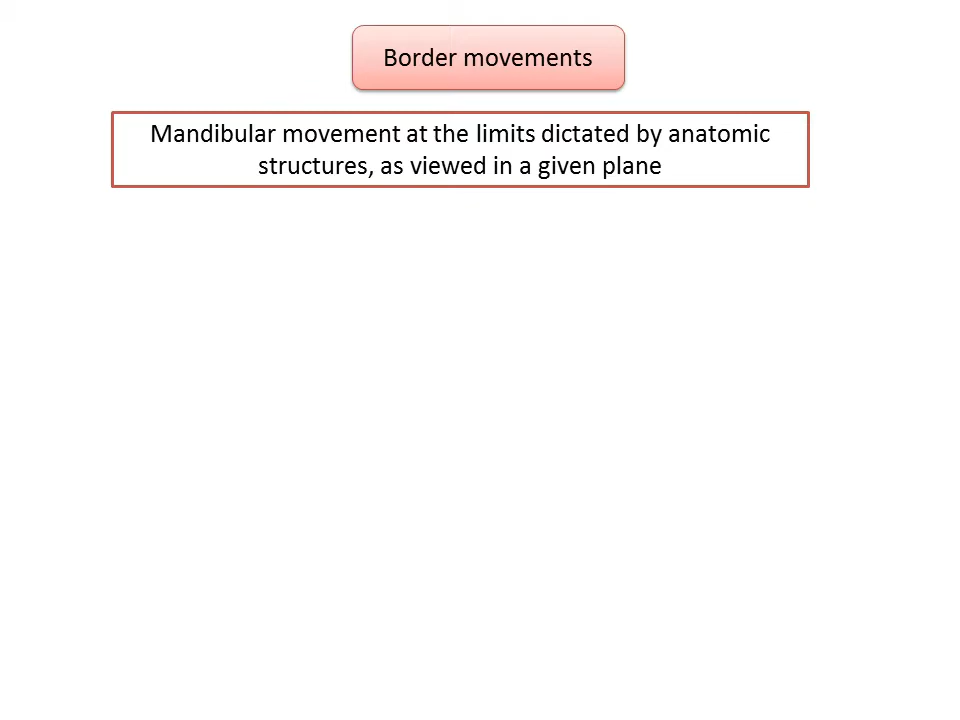 Border movements
Mandibular movement at the limits dictated by anatomic
structures, as viewed in a given plane